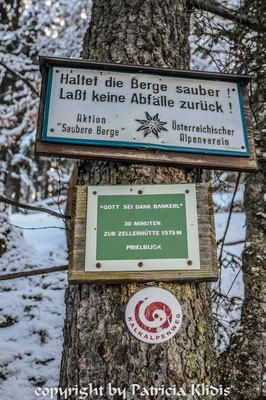 Haltet die Berge sauber !
Laßt keine Abfälle zurück !
Aktion
"Saubere Berge"
Österreichischer
Alpenverein
"GOTT SEI DANK BANKERL"
30 MINUTEN
ZUR ZELLERHÜTTE 1575 M
PRIELBLICK
KALKALPENWEG
copyright by Patricia Klidis